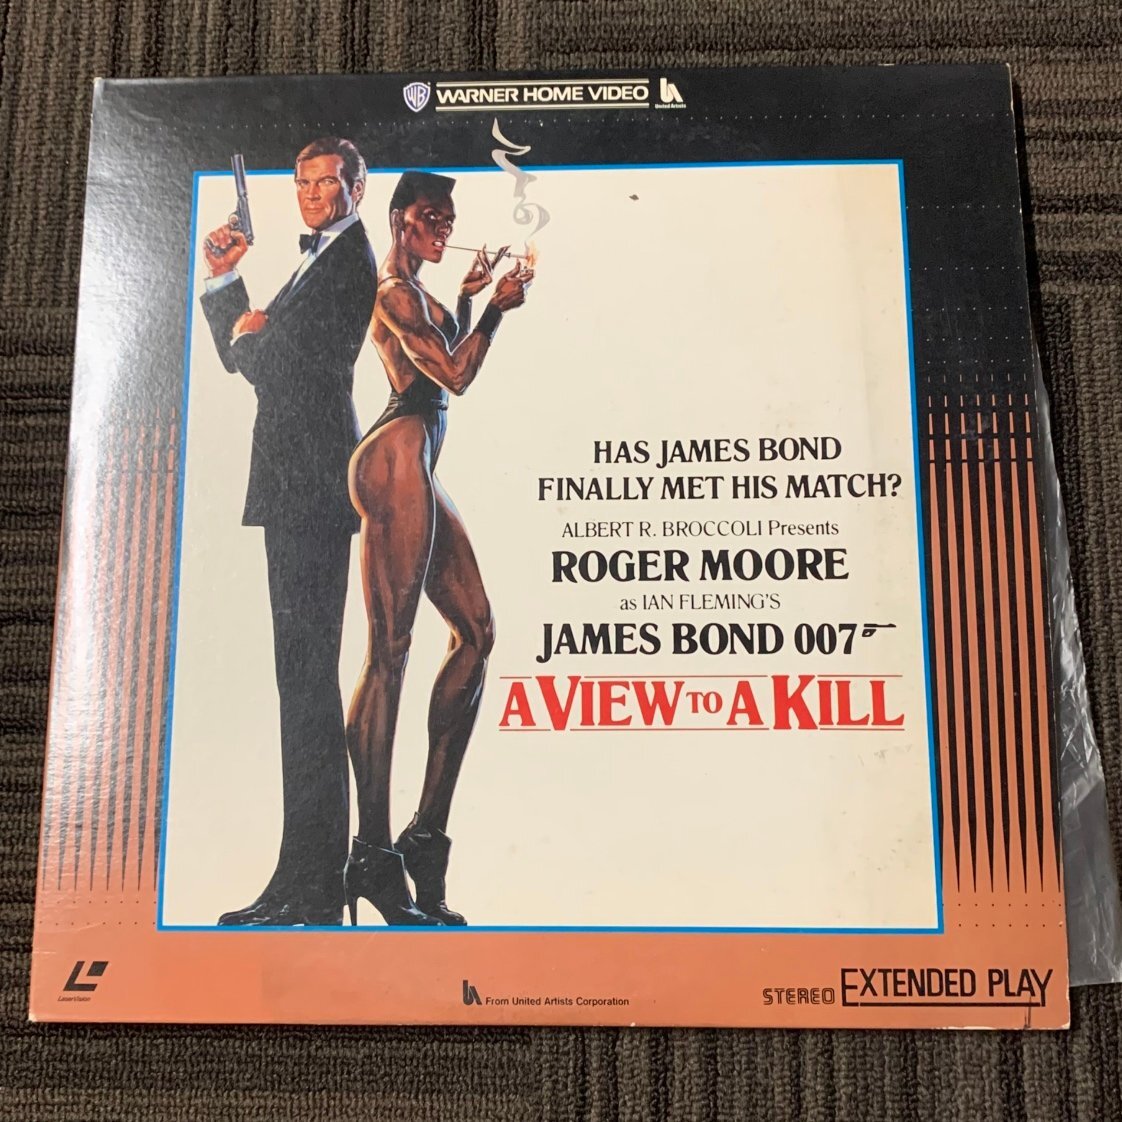 WB WARNER HOME VIDEO
United Artists
HAS JAMES BOND
FINALLY MET HIS MATCH?
ALBERT R. BROCCOLI Presents
ROGER MOORE
as IAN FLEMING'S
JAMES BOND 007
A VIEW TO A KILL
LaserVision
From United Artists Corporation
STEREO EXTENDED PLAY